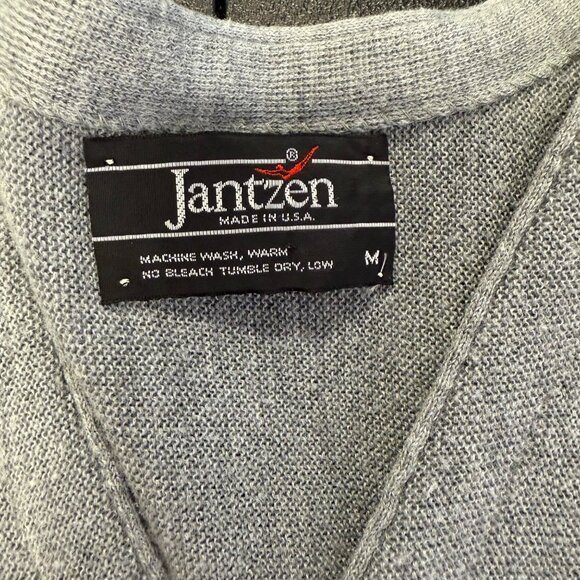 ®
Jantzen
MADE IN U.S.A.
MACHINE WASH, WARM
NO BLEACH TUMBLE DRY, LOW
M